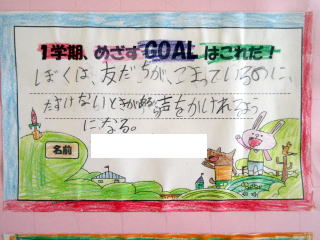 1学期、めざすGOALはこれだ!
ぼくは、友だちが、こまっているのに、
たすけないときがあるから声をかけれるよう
になる。
名前